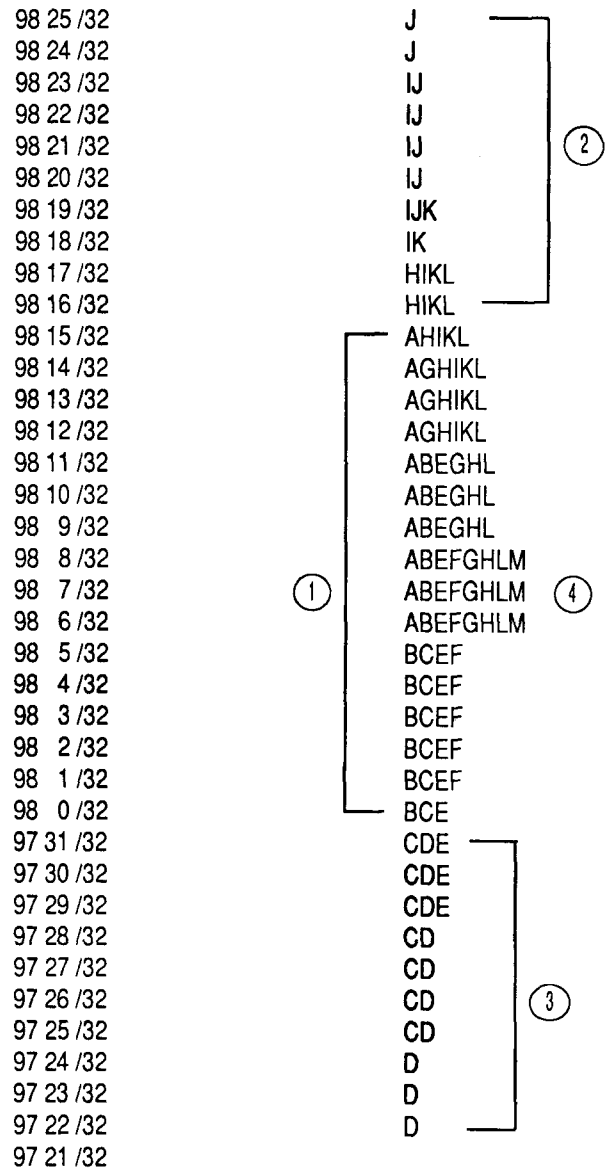 98 25 /32 J
98 24 /32 J
98 23 /32 IJ
98 22 /32 IJ
98 21 /32 IJ ②
98 20 /32 IJ
98 19 /32 IJK
98 18 /32 IK
98 17 /32 HIKL
98 16 /32 HIKL
98 15 /32 AHIKL
98 14 /32 AGHIKL
98 13 /32 AGHIKL
98 12 /32 AGHIKL
98 11 /32 ABEGHL
98 10 /32 ABEGHL
98 9 /32 ABEGHL
98 8 /32 ABEFGHLM
98 7 /32 ① ABEFGHLM ④
98 6 /32 ABEFGHLM
98 5 /32 BCEF
98 4 /32 BCEF
98 3 /32 BCEF
98 2 /32 BCEF
98 1 /32 BCEF
98 0 /32 BCE
97 31 /32 CDE
97 30 /32 CDE
97 29 /32 CDE
97 28 /32 CD
97 27 /32 CD
97 26 /32 CD ③
97 25 /32 CD
97 24 /32 D
97 23 /32 D
97 22 /32 D
97 21 /32